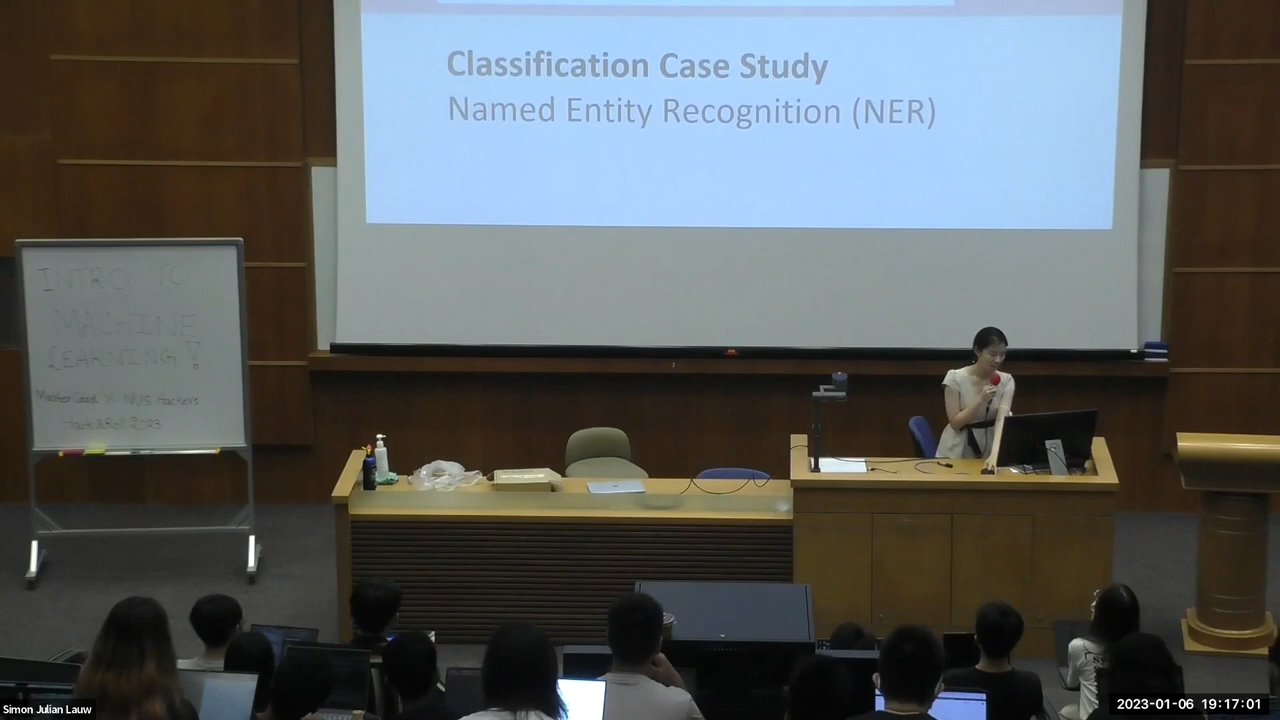 Classification Case Study
Named Entity Recognition (NER)
INTRO TO
MACHINE
LEARNING!
MasterCard X NUS Hackers
Hack&Roll 2023
Simon Julian Lauw
2023-01-06 19:17:01